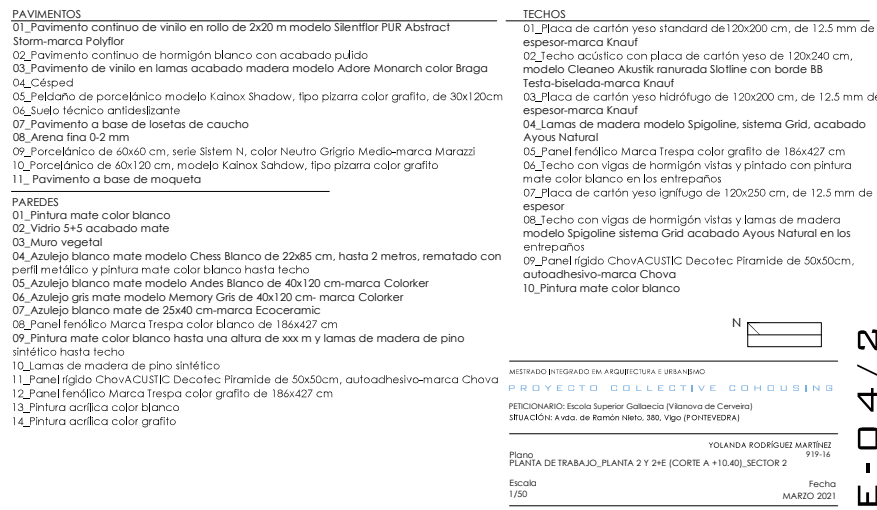 PAVIMENTOS
01_Pavimento continuo de vinilo en rollo de 2x20 m modelo Silentflor PUR Abstract
Storm-marca Polyflor
02_Pavimento continuo de hormigón blanco con acabado pulido
03_Pavimento de vinilo en lamas acabado madera modelo Adore Monarch color Braga
04_Césped
05_Peldaño de porcelánico modelo Kainox Shadow, tipo pizarra color grafito, de 30x120cm
06_Suelo técnico antideslizante
07_Pavimento a base de losetas de caucho
08_Arena fina 0-2 mm
09_Porcelánico de 60x60 cm, serie Sistem N, color Neutro Grigrio Medio-marca Marazzi
10_Porcelánico de 60x120 cm, modelo Kainox Sahdow, tipo pizarra color grafito
11_ Pavimento a base de moqueta
PAREDES
01_Pintura mate color blanco
02_Vidrio 5+5 acabado mate
03_Muro vegetal
04_Azulejo blanco mate modelo Chess Blanco de 22x85 cm, hasta 2 metros, rematado con
perfil metálico y pintura mate color blanco hasta techo
05_Azulejo blanco mate modelo Andes Blanco de 40x120 cm-marca Colorker
06_Azulejo gris mate modelo Memory Gris de 40x120 cm- marca Colorker
07_Azulejo blanco mate de 25x40 cm-marca Ecoceramic
08_Panel fenólico Marca Trespa color blanco de 186x427 cm
09_Pintura mate color blanco hasta una altura de xxx m y lamas de madera de pino
sintético hasta techo
10_Lamas de madera de pino sintético
11_Panel rígido ChovACUSTIC Decotec Piramide de 50x50cm, autoadhesivo-marca Chova
12_Panel fenólico Marca Trespa color grafito de 186x427 cm
13_Pintura acrílica color blanco
14_Pintura acrílica color grafito
TECHOS
01_Placa de cartón yeso standard de120x200 cm, de 12.5 mm de
espesor-marca Knauf
02_Techo acústico con placa de cartón yeso de 120x240 cm,
modelo Cleaneo Akustik ranurada Slotline con borde BB
Testa-biselada-marca Knauf
03_Placa de cartón yeso hidrófugo de 120x200 cm, de 12.5 mm de
espesor-marca Knauf
04_Lamas de madera modelo Spigoline, sistema Grid, acabado
Ayous Natural
05_Panel fenólico Marca Trespa color grafito de 186x427 cm
06_Techo con vigas de hormigón vistas y pintado con pintura
mate color blanco en los entrepaños
07_Placa de cartón yeso ignífugo de 120x250 cm, de 12.5 mm de
espesor
08_Techo con vigas de hormigón vistas y lamas de madera
modelo Spigoline sistema Grid acabado Ayous Natural en los
entrepaños
09_Panel rígido ChovACUSTIC Decotec Piramide de 50x50cm,
autoadhesivo-marca Chova
10_Pintura mate color blanco
N
MESTRADO INTEGRADO EM ARQUITECTURA E URBANISMO
PROYECTO COLLECTIVE COHOUSING
PETICIONARIO: Escola Superior Gallaecia (Vilanova de Cerveira)
SITUACIÓN: Avda. de Ramón Nieto, 380, Vigo (PONTEVEDRA)
YOLANDA RODRÍGUEZ MARTÍNEZ
919-16
Plano
PLANTA DE TRABAJO_PLANTA 2 Y 2+E (CORTE A +10.40)_SECTOR 2
Escala
1/50
Fecha
MARZO 2021
E-04/2